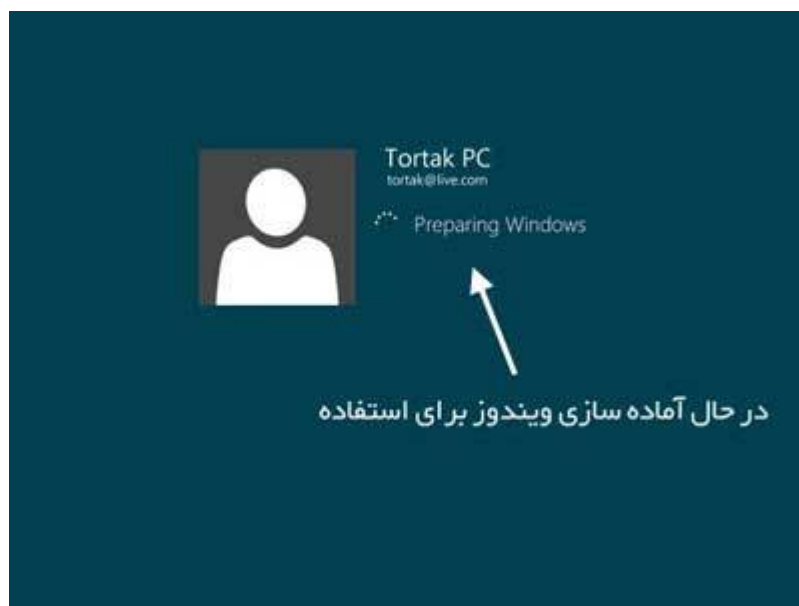 Tortak PC
tortak@live.com
Preparing Windows
در حال آماده سازی ویندوز برای استفاده